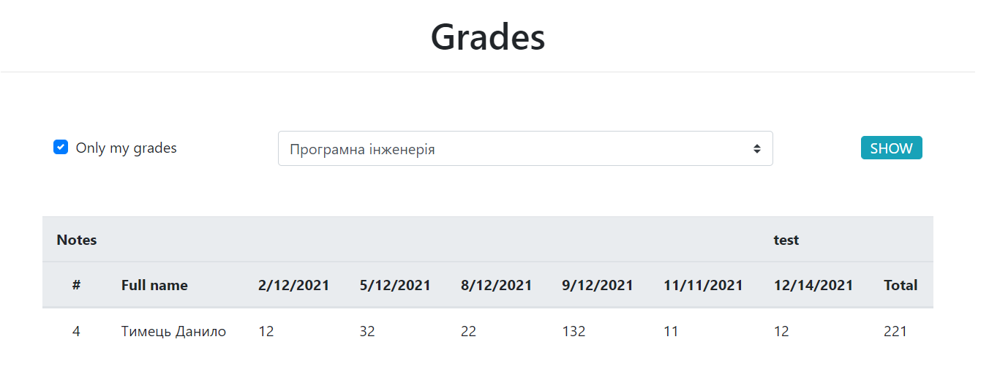 Grades
Only my grades Програмна інженерія SHOW
Notes test
# Full name 2/12/2021 5/12/2021 8/12/2021 9/12/2021 11/11/2021 12/14/2021 Total
4 Тимець Данило 12 32 22 132 11 12 221